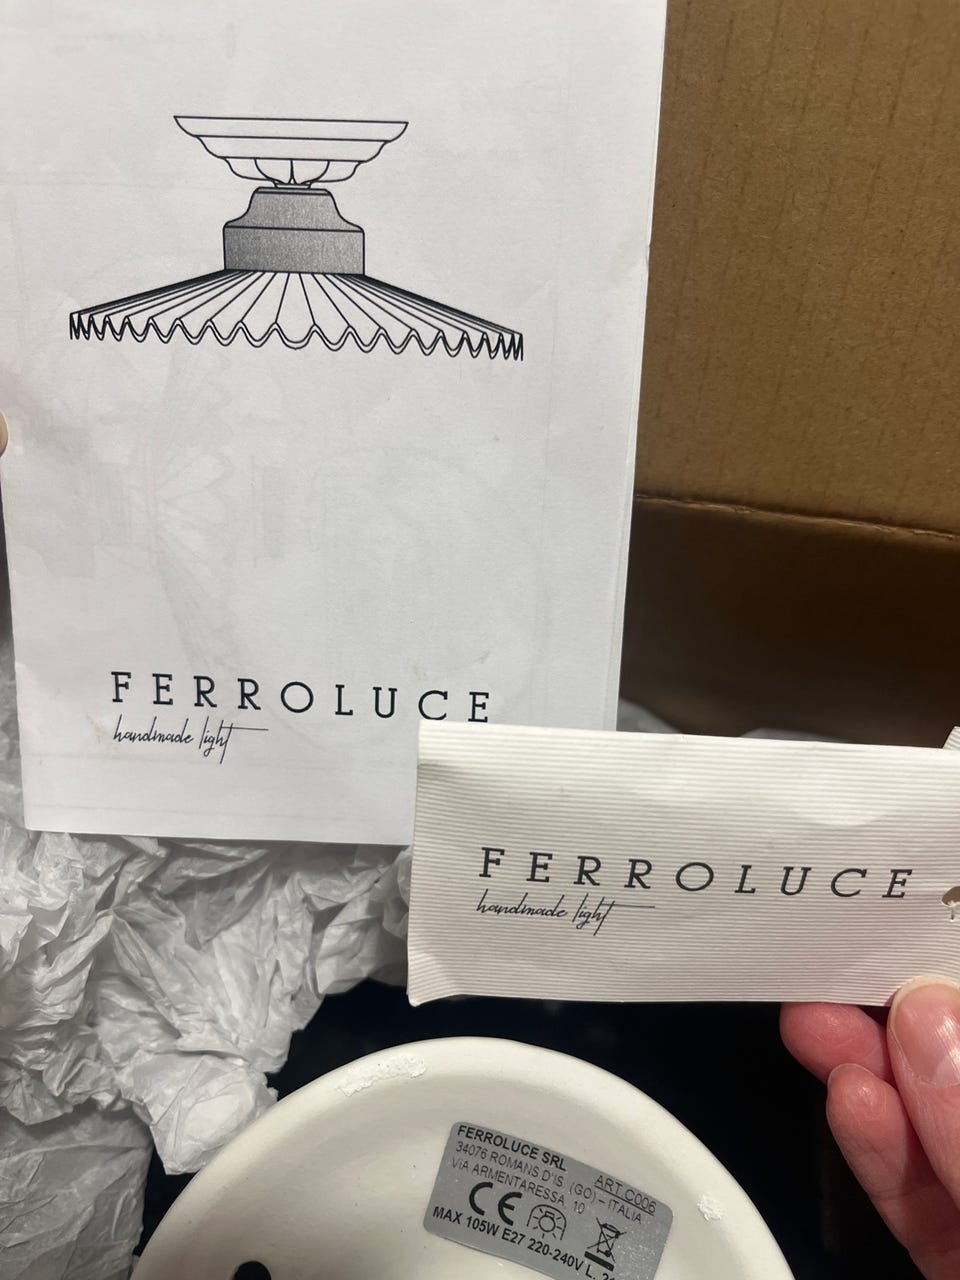 FERROLUCE
handmade light
FERROLUCE
handmade light
FERROLUCE SRL
34076 ROMANS D'IS. (GO) – ITALIA
VIA ARMENTARESSA, 10
ART C006
CE
MAX 105W E27 220-240V L.